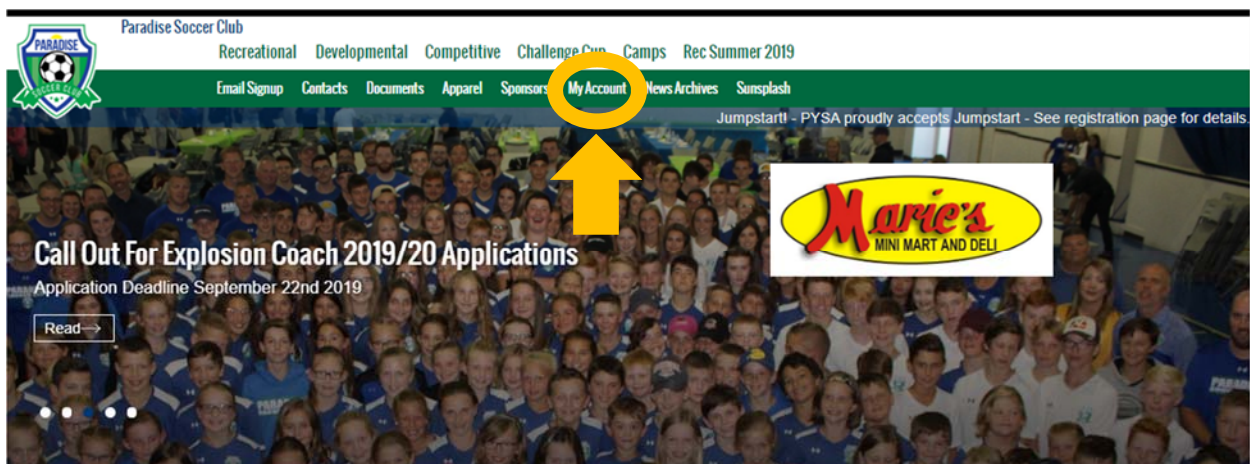 Paradise Soccer Club
PARADISE
SOCCER CLUB
Recreational Developmental Competitive Challenge Cup Camps Rec Summer 2019
Email Signup Contacts Documents Apparel Sponsors My Account News Archives Sunsplash
Jumpstart! - PYSA proudly accepts Jumpstart - See registration page for details.
Marie's
MINI MART AND DELI
Call Out For Explosion Coach 2019/20 Applications
Application Deadline September 22nd 2019
Read→